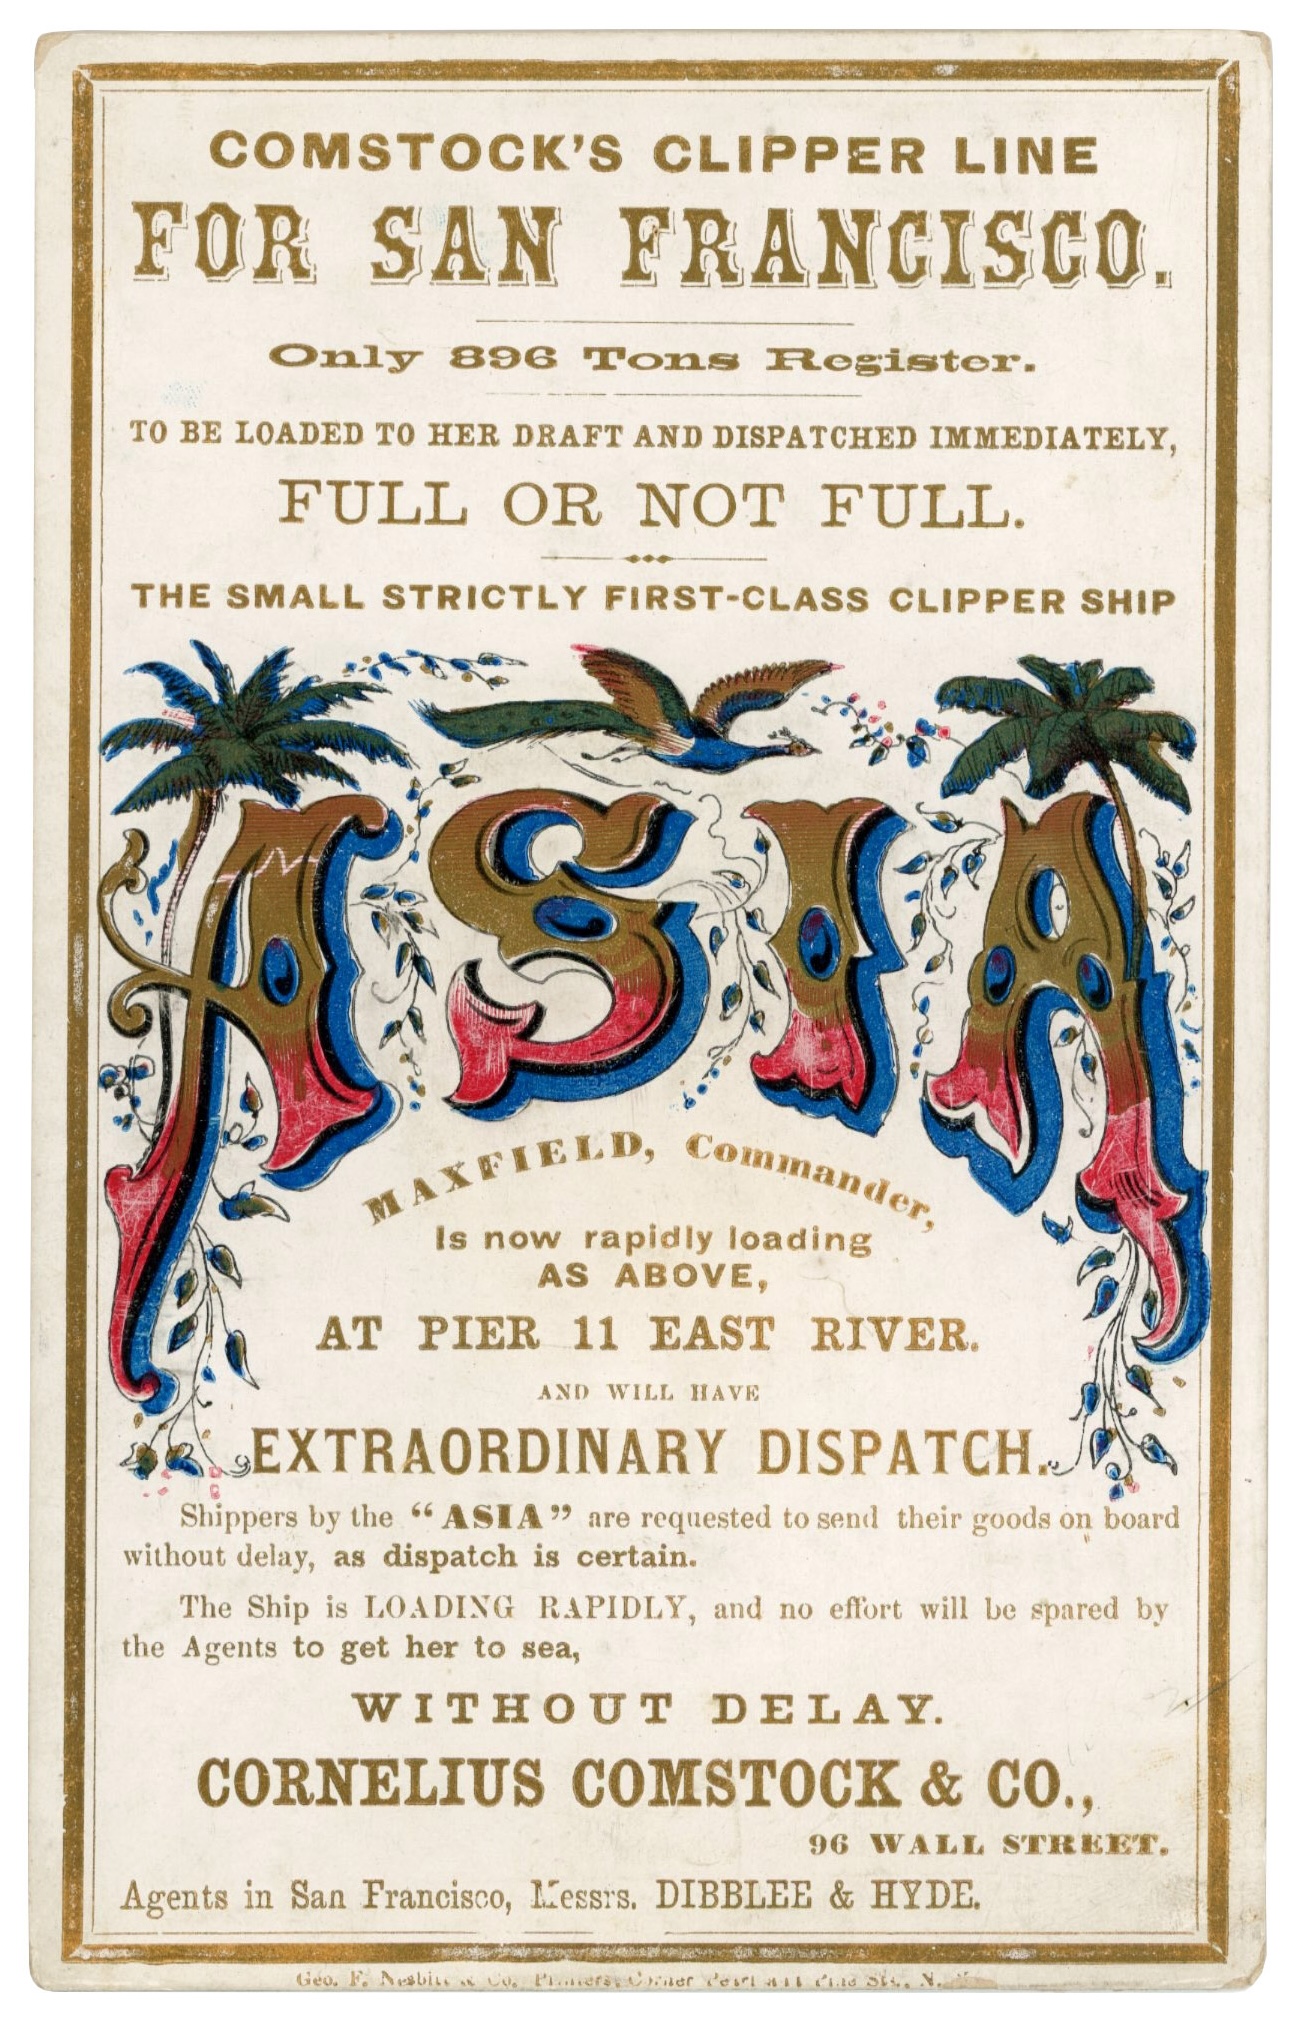 COMSTOCK'S CLIPPER LINE
FOR SAN FRANCISCO.
Only 896 Tons Register.
TO BE LOADED TO HER DRAFT AND DISPATCHED IMMEDIATELY,
FULL OR NOT FULL.
THE SMALL STRICTLY FIRST-CLASS CLIPPER SHIP
ASIA
MAXFIELD, Commander,
Is now rapidly loading
AS ABOVE,
AT PIER 11 EAST RIVER.
AND WILL HAVE
EXTRAORDINARY DISPATCH.
Shippers by the “ASIA” are requested to send their goods on board
without delay, as dispatch is certain.
The Ship is LOADING RAPIDLY, and no effort will be spared by
the Agents to get her to sea,
WITHOUT DELAY.
CORNELIUS COMSTOCK & CO.,
96 WALL STREET.
Agents in San Francisco, Messrs. DIBBLEE & HYDE.
Geo. F. Nesbitt & Co. Printers, Corner Pearl and Pine Sts., N.